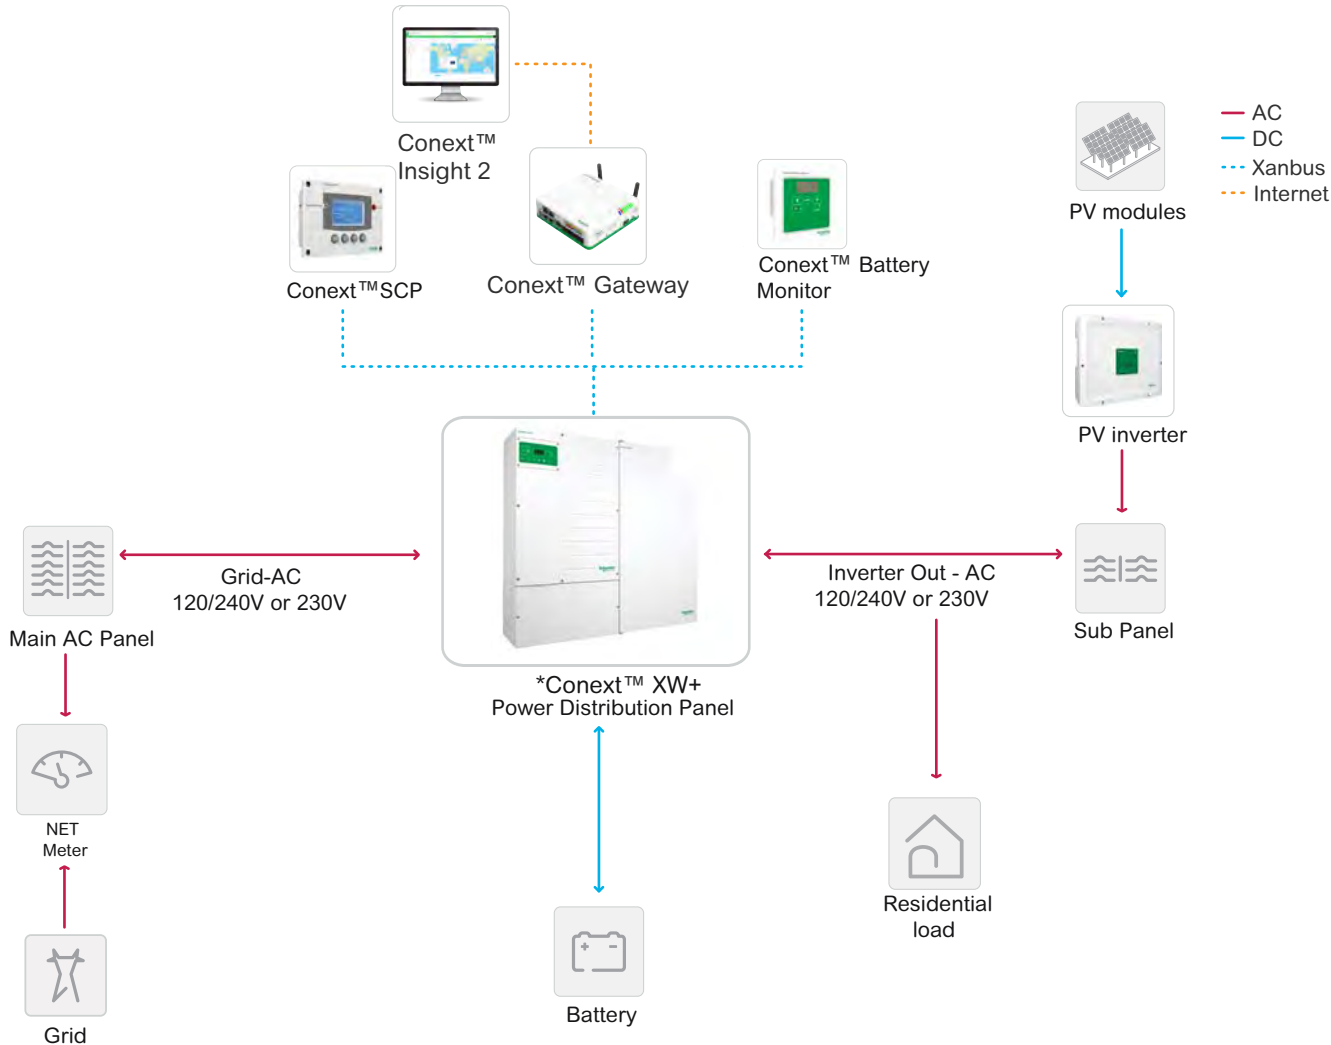 Conext™
Insight 2
AC
DC
Xanbus
Internet
PV modules
Conext™SCP
Conext™ Gateway
Conext™ Battery
Monitor
PV inverter
Grid-AC
120/240V or 230V
Inverter Out - AC
120/240V or 230V
Main AC Panel
Sub Panel
*Conext™ XW+
Power Distribution Panel
NET
Meter
Residential
load
Battery
Grid